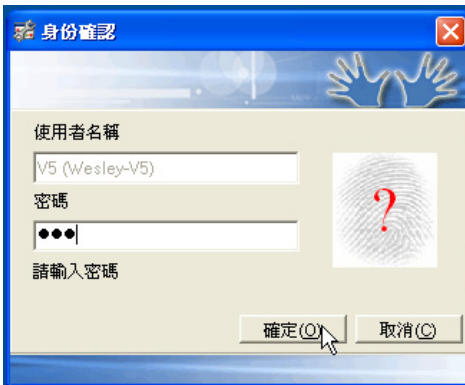 身份確認
使用者名稱
V5 (Wesley-V5)
密碼
●●●
?
請輸入密碼
確定(O)
取消(C)